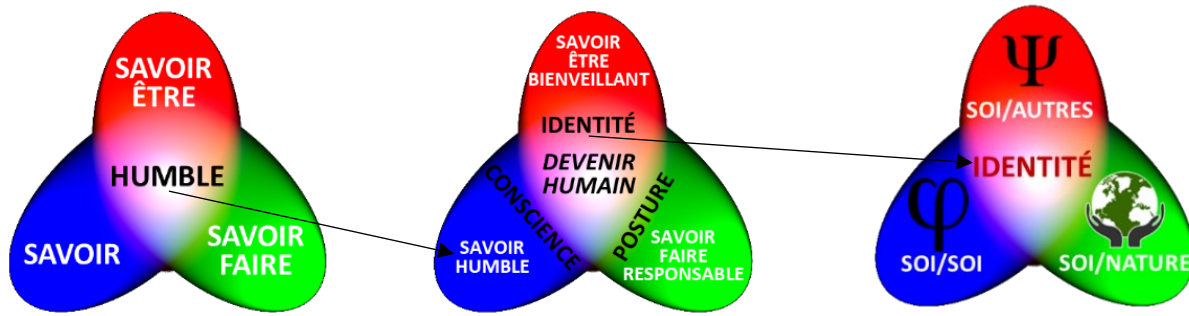 SAVOIR
ÊTRE
HUMBLE
SAVOIR
SAVOIR
FAIRE
SAVOIR
ÊTRE
BIENVEILLANT
IDENTITÉ
DEVENIR
HUMAIN
CONSCIENCE
POSTURE
SAVOIR
HUMBLE
SAVOIR
FAIRE
RESPONSABLE
Ψ
SOI/AUTRES
IDENTITÉ
φ
SOI/SOI
SOI/NATURE